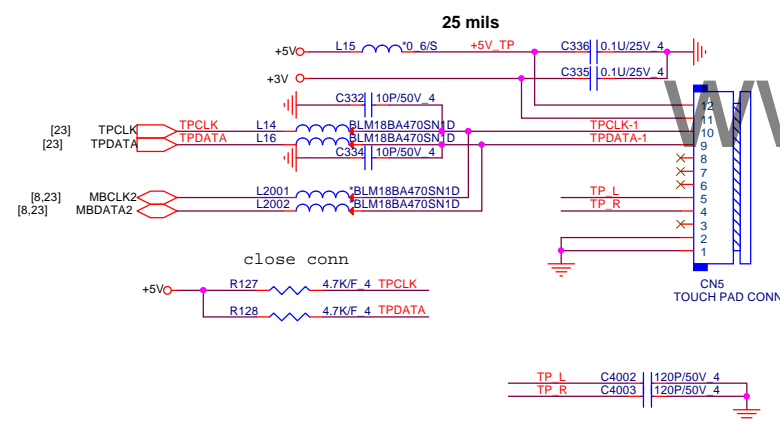 25 mils
+5V L15 *0_6/S +5V_TP C336 0.1U/25V_4
+3V C335 0.1U/25V_4
C332 10P/50V_4
12
11
[23] TPCLK TPCLK L14 BLM18BA470SN1D TPCLK-1 10
[23] TPDATA TPDATA L16 BLM18BA470SN1D TPDATA-1 9
C334 10P/50V_4
8
7
6
[8,23] MBCLK2 L2001 *BLM18BA470SN1D TP_L 5
[8,23] MBDATA2 L2002 *BLM18BA470SN1D TP_R 4
3
2
1
close conn
CN5
TOUCH PAD CONN
+5V R127 4.7K/F_4 TPCLK
R128 4.7K/F_4 TPDATA
TP_L C4002 120P/50V_4
TP_R C4003 120P/50V_4